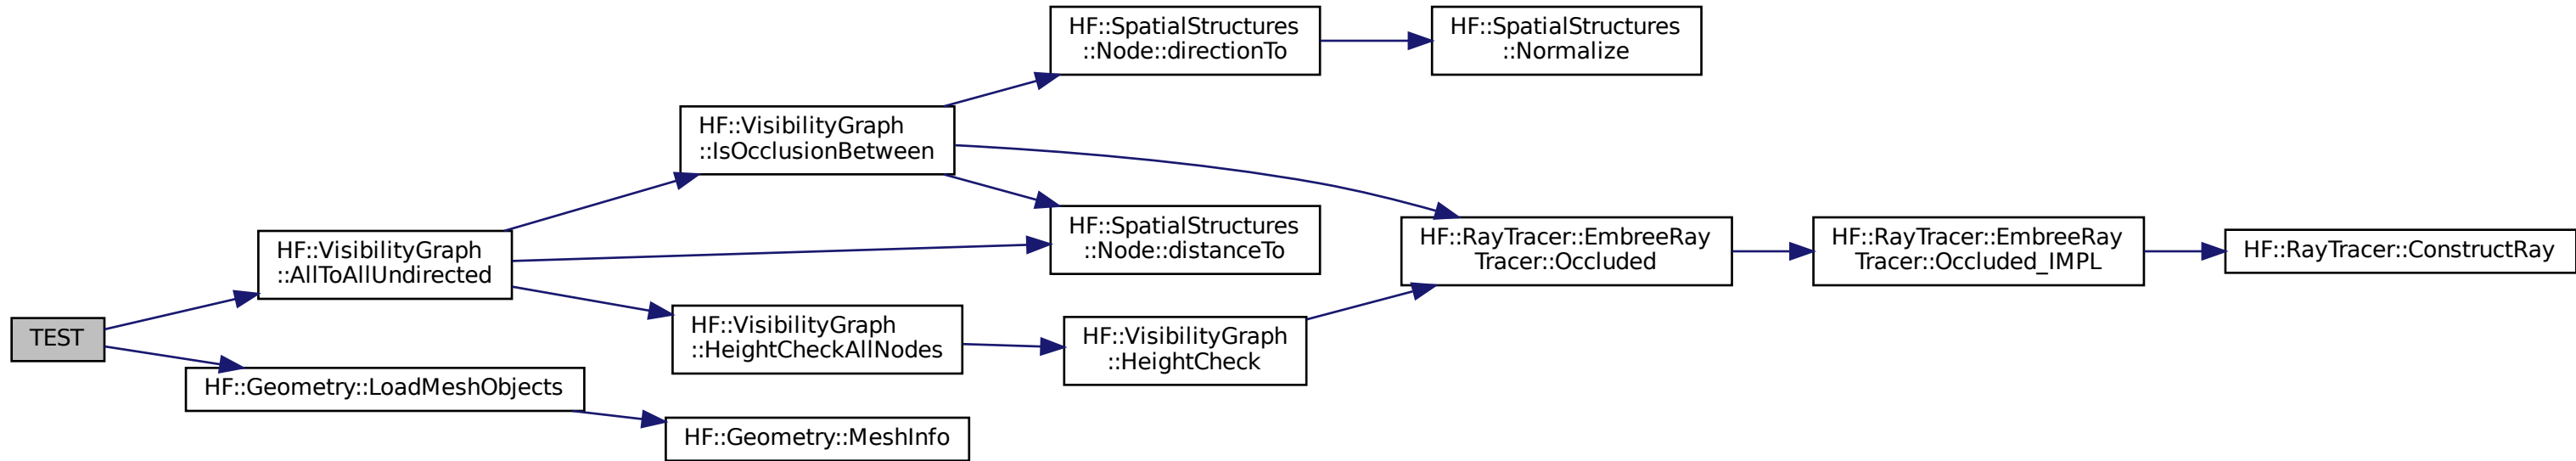 TEST
HF::VisibilityGraph
::AllToAllUndirected
HF::Geometry::LoadMeshObjects
HF::VisibilityGraph
::IsOcclusionBetween
HF::VisibilityGraph
::HeightCheckAllNodes
HF::Geometry::MeshInfo
HF::SpatialStructures
::Node::directionTo
HF::SpatialStructures
::Node::distanceTo
HF::VisibilityGraph
::HeightCheck
HF::SpatialStructures
::Normalize
HF::RayTracer::EmbreeRay
Tracer::Occluded
HF::RayTracer::EmbreeRay
Tracer::Occluded_IMPL
HF::RayTracer::ConstructRay